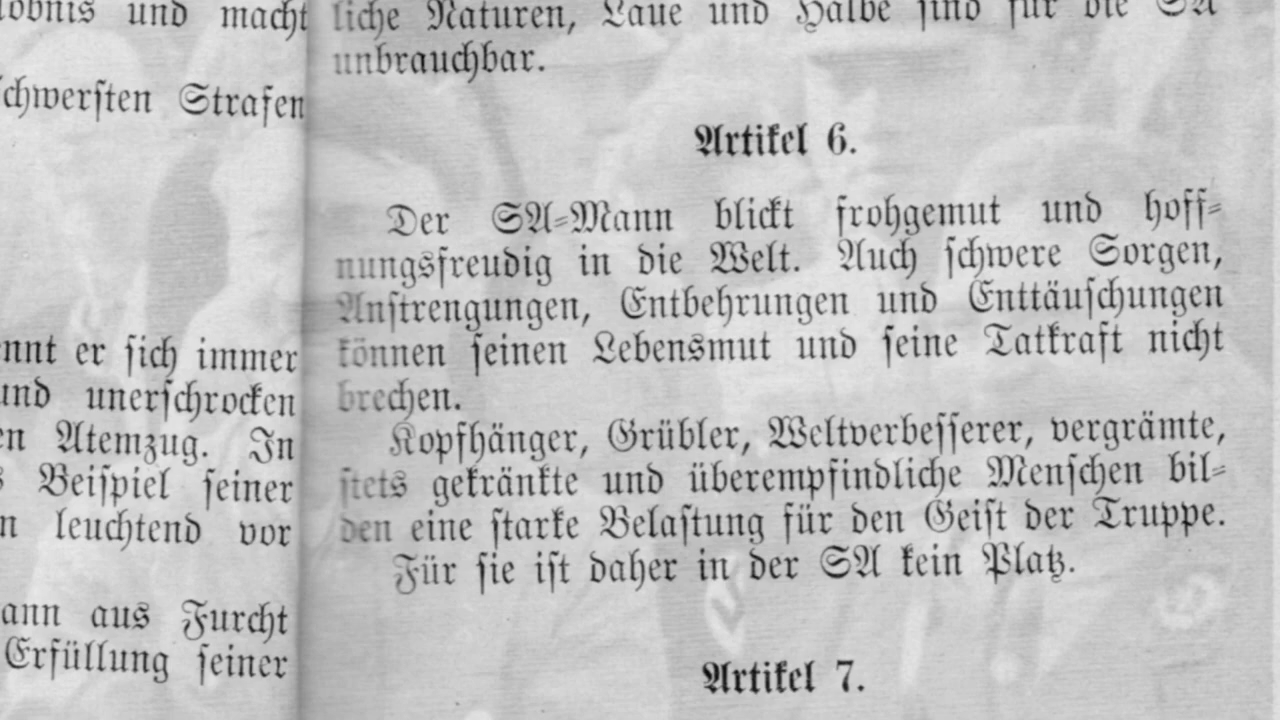 löbnis und macht
schwersten Strafen
nnt er sich immer
und unerschrocken
en Atemzug. In
s Beispiel seiner
n leuchtend vor
ann aus Furcht
Erfüllung seiner
liche Naturen, Laue und Halbe sind für die SA
unbrauchbar.
Artikel 6.
Der SA-Mann blickt frohgemut und hoff-
nungsfreudig in die Welt. Auch schwere Sorgen,
Anstrengungen, Entbehrungen und Enttäuschungen
können seinen Lebensmut und seine Tatkraft nicht
brechen.
Kopfhänger, Grübler, Weltverbesserer, vergrämte,
stets gekränkte und überempfindliche Menschen bil-
den eine starke Belastung für den Geist der Truppe.
Für sie ist daher in der SA kein Platz.
Artikel 7.